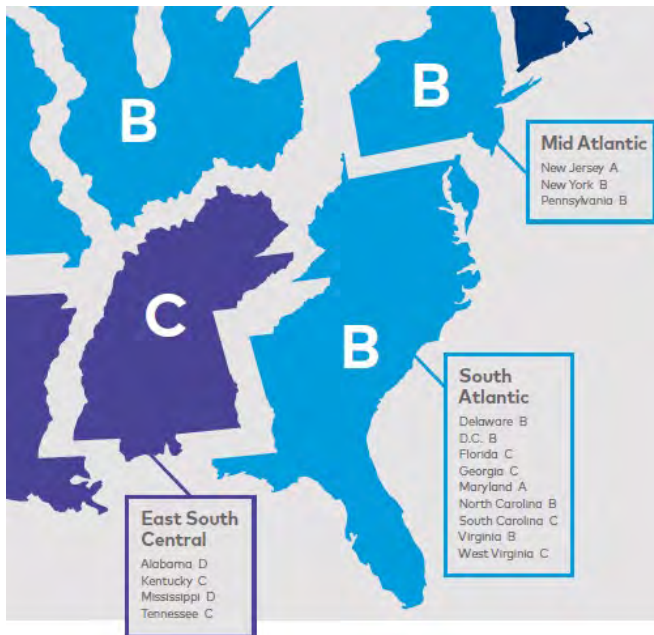 B
B
Mid Atlantic
New Jersey A
New York B
Pennsylvania B
C
B
South
Atlantic
Delaware B
D.C. B
Florida C
Georgia C
Maryland A
North Carolina B
South Carolina C
Virginia B
West Virginia C
East South
Central
Alabama D
Kentucky C
Mississippi D
Tennessee C